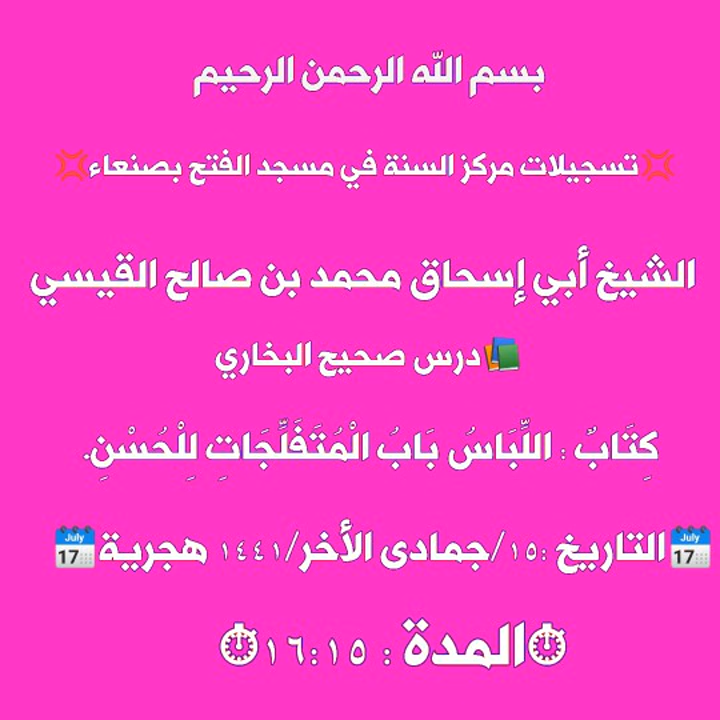 بسم الله الرحمن الرحيم
💢تسجيلات مركز السنة في مسجد الفتح بصنعاء💢
الشيخ أبي إسحاق محمد بن صالح القيسي
📚درس صحيح البخاري
كِتَابٌ : اللِّبَاسُ بَابُ الْمُتَفَلِّجَاتِ لِلْحُسْنِ.
📅التاريخ :١٥/جمادى الأخر/١٤٤١ هجرية📅
⏱المدة : ١٦:١٥⏱